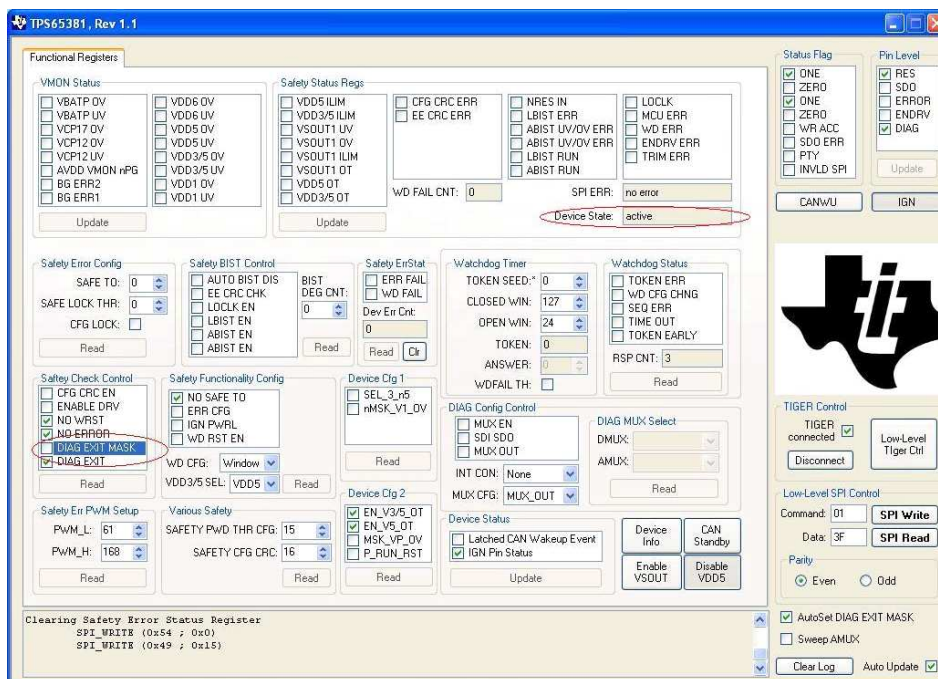 TPS65381, Rev 1.1
Functional Registers
VMON Status
VBATP OV
VBATP UV
VCP17 OV
VCP12 OV
VCP12 UV
AVDD VMON nPG
BG ERR2
BG ERR1
VDD6 OV
VDD6 UV
VDD5 OV
VDD5 UV
VDD3/5 OV
VDD3/5 UV
VDD1 OV
VDD1 UV
Update
Safety Status Regs
VDD5 ILIM
VDD3/5 ILIM
VSOUT1 UV
VSOUT1 OV
VSOUT1 ILIM
VSOUT1 OT
VDD5 OT
VDD3/5 OT
CFG CRC ERR
EE CRC ERR
NRES IN
LBIST ERR
ABIST UV/OV ERR
ABIST UV/OV ERR
LBIST RUN
ABIST RUN
LOCLK
MCU ERR
WD ERR
ENDRV ERR
TRIM ERR
WD FAIL CNT: 0
SPI ERR: no error
Update
Device State: active
Status Flag
ONE
ZERO
ONE
ZERO
WR ACC
SDO ERR
PTY
INVLD SPI
Pin Level
RES
SDO
ERROR
ENDRV
DIAG
Update
CANWU
IGN
Safety Error Config
SAFE TO: 0
SAFE LOCK THR: 0
CFG LOCK:
Read
Safety BIST Control
AUTO BIST DIS
EE CRC CHK
LOCLK EN
LBIST EN
ABIST EN
ABIST EN
BIST
DEG CNT:
0
Read
Safety ErrStat
ERR FAIL
WD FAIL
Dev Err Cnt:
0
Read Clr
Watchdog Timer
TOKEN SEED:* 0
CLOSED WIN: 127
OPEN WIN: 24
TOKEN: 0
ANSWER: 0
WDFAIL TH:
Watchdog Status
TOKEN ERR
WD CFG CHNG
SEQ ERR
TIME OUT
TOKEN EARLY
RSP CNT: 3
Read
Saftey Check Control
CFG CRC EN
ENABLE DRV
NO WRST
NO ERROR
DIAG EXIT MASK
DIAG EXIT
Read
Safety Functionality Config
NO SAFE TO
ERR CFG
IGN PWRL
WD RST EN
WD CFG: Window
VDD3/5 SEL: VDD5 Read
Device Cfg 1
SEL_3_n5
nMSK_V1_OV
Read
DIAG Config Control
MUX EN
SDI SDO
MUX OUT
INT CON: None
MUX CFG: MUX_OUT
DIAG MUX Select
DMUX:
AMUX:
Read
TIGER Control
TIGER
connected
Disconnect
Low-Level
TIger Ctrl
Safety Err PWM Setup
PWM_L: 61
PWM_H: 168
Read
Various Safety
SAFETY PWD THR CFG: 15
SAFETY CFG CRC: 16
Read
Device Cfg 2
EN_V3/5_OT
EN_V5_OT
MSK_VP_OV
P_RUN_RST
Read
Device Status
Latched CAN Wakeup Event
IGN Pin Status
Update
Device
Info
CAN
Standby
Enable
VSOUT
Disable
VDD5
Low-Level SPI Control
Command: 01 SPI Write
Data: 3F SPI Read
Parity
Even Odd
AutoSet DIAG EXIT MASK
Sweep AMUX
Clear Log Auto Update
Clearing Safety Error Status Register
SPI_WRITE (0x54 ; 0x0)
SPI_WRITE (0x49 ; 0x15)